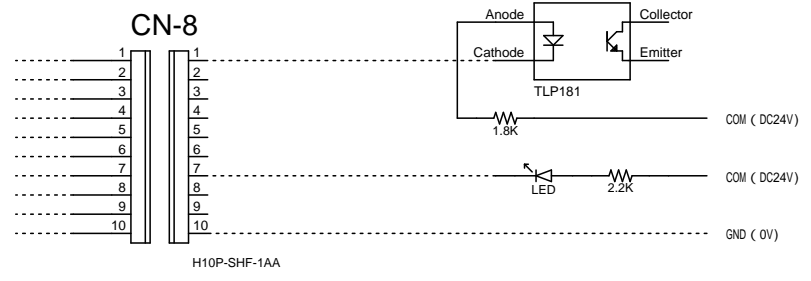 CN-8
Anode
Collector
Cathode
Emitter
TLP181
1 1
2 2
3 3
4 4
5 5
6 6
7 7
8 8
9 9
10 10
1.8K
COM ( DC24V)
LED
2.2K
COM ( DC24V)
GND ( 0V)
H10P-SHF-1AA